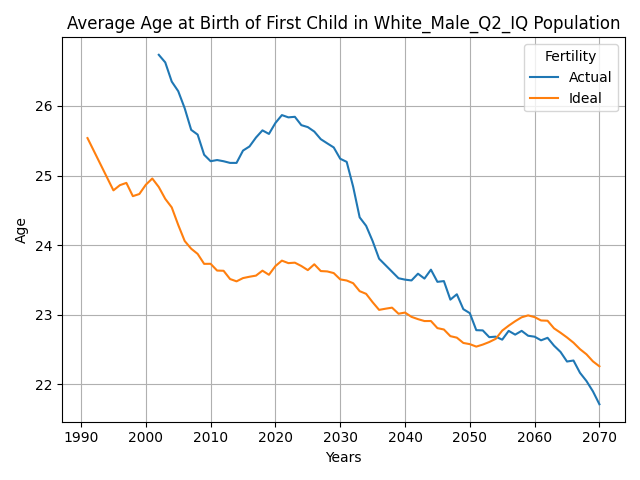 Average Age at Birth of First Child in White_Male_Q2_IQ Population
Fertility
Actual
Ideal
Age
26
25
24
23
22
1990 2000 2010 2020 2030 2040 2050 2060 2070
Years